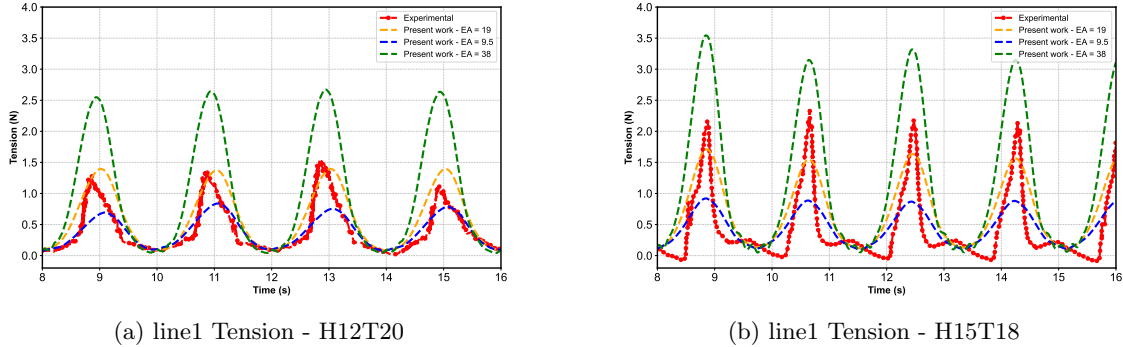 4.0
3.5
3.0
2.5
2.0
1.5
1.0
0.5
0.0
Tension (N)
8 9 10 11 12 13 14 15 16
Time (s)
Experimental
Present work - EA = 19
Present work - EA = 9.5
Present work - EA = 38
(a) line1 Tension - H12T20
4.0
3.5
3.0
2.5
2.0
1.5
1.0
0.5
0.0
Tension (N)
8 9 10 11 12 13 14 15 16
Time (s)
Experimental
Present work - EA = 19
Present work - EA = 9.5
Present work - EA = 38
(b) line1 Tension - H15T18